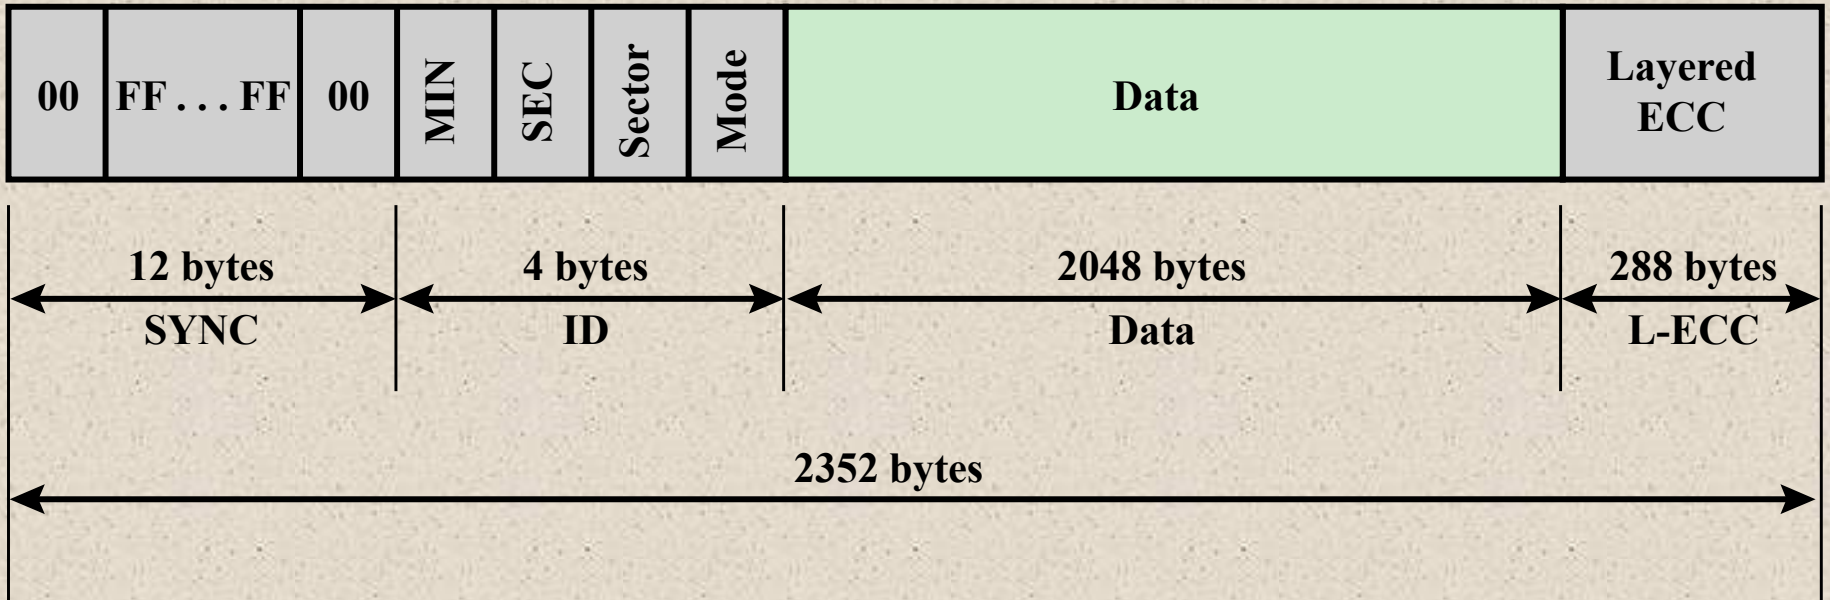 00 FF . . . FF 00 MIN SEC Sector Mode Data Layered
ECC
12 bytes 4 bytes 2048 bytes 288 bytes
SYNC ID Data L-ECC
2352 bytes